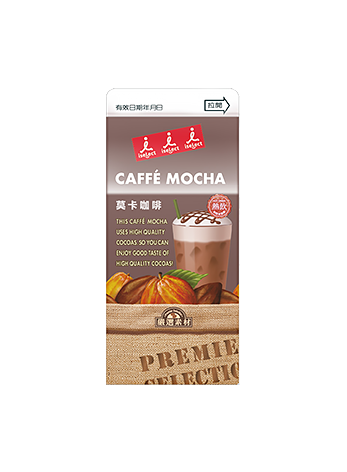 有效日期年月日
拉開
iselect iselect iselect
CAFFÉ MOCHA
莫卡咖啡
熱飲
THIS CAFFÉ MOCHA
USES HIGH QUALITY
COCOAS. SO YOU CAN
ENJOY GOOD TASTE OF
HIGH QUALITY COCOAS!
嚴選素材
PREMIE
SELECTIO